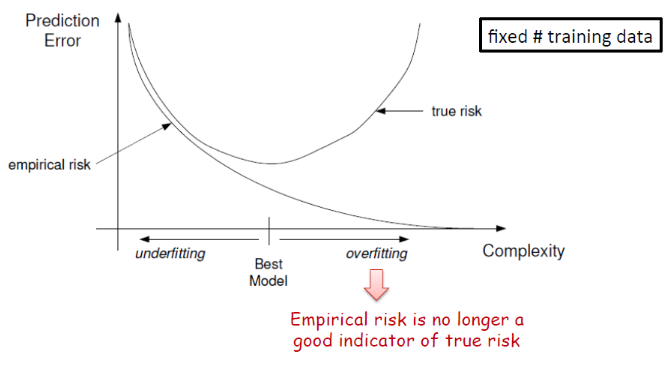 Prediction
Error
fixed # training data
true risk
empirical risk
underfitting
Best
Model
overfitting
Complexity
Empirical risk is no longer a
good indicator of true risk